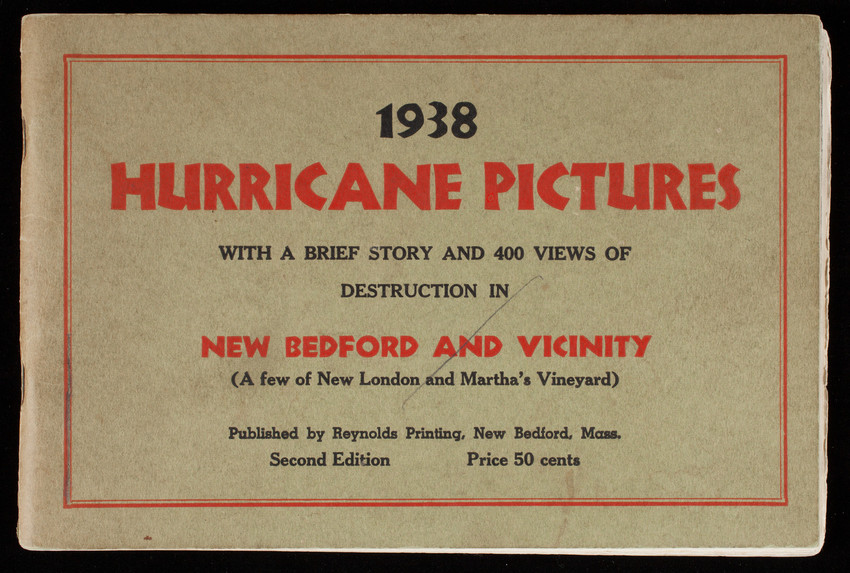 1938
HURRICANE PICTURES
WITH A BRIEF STORY AND 400 VIEWS OF
DESTRUCTION IN
NEW BEDFORD AND VICINITY
(A few of New London and Martha's Vineyard)
Published by Reynolds Printing, New Bedford, Mass.
Second Edition Price 50 cents